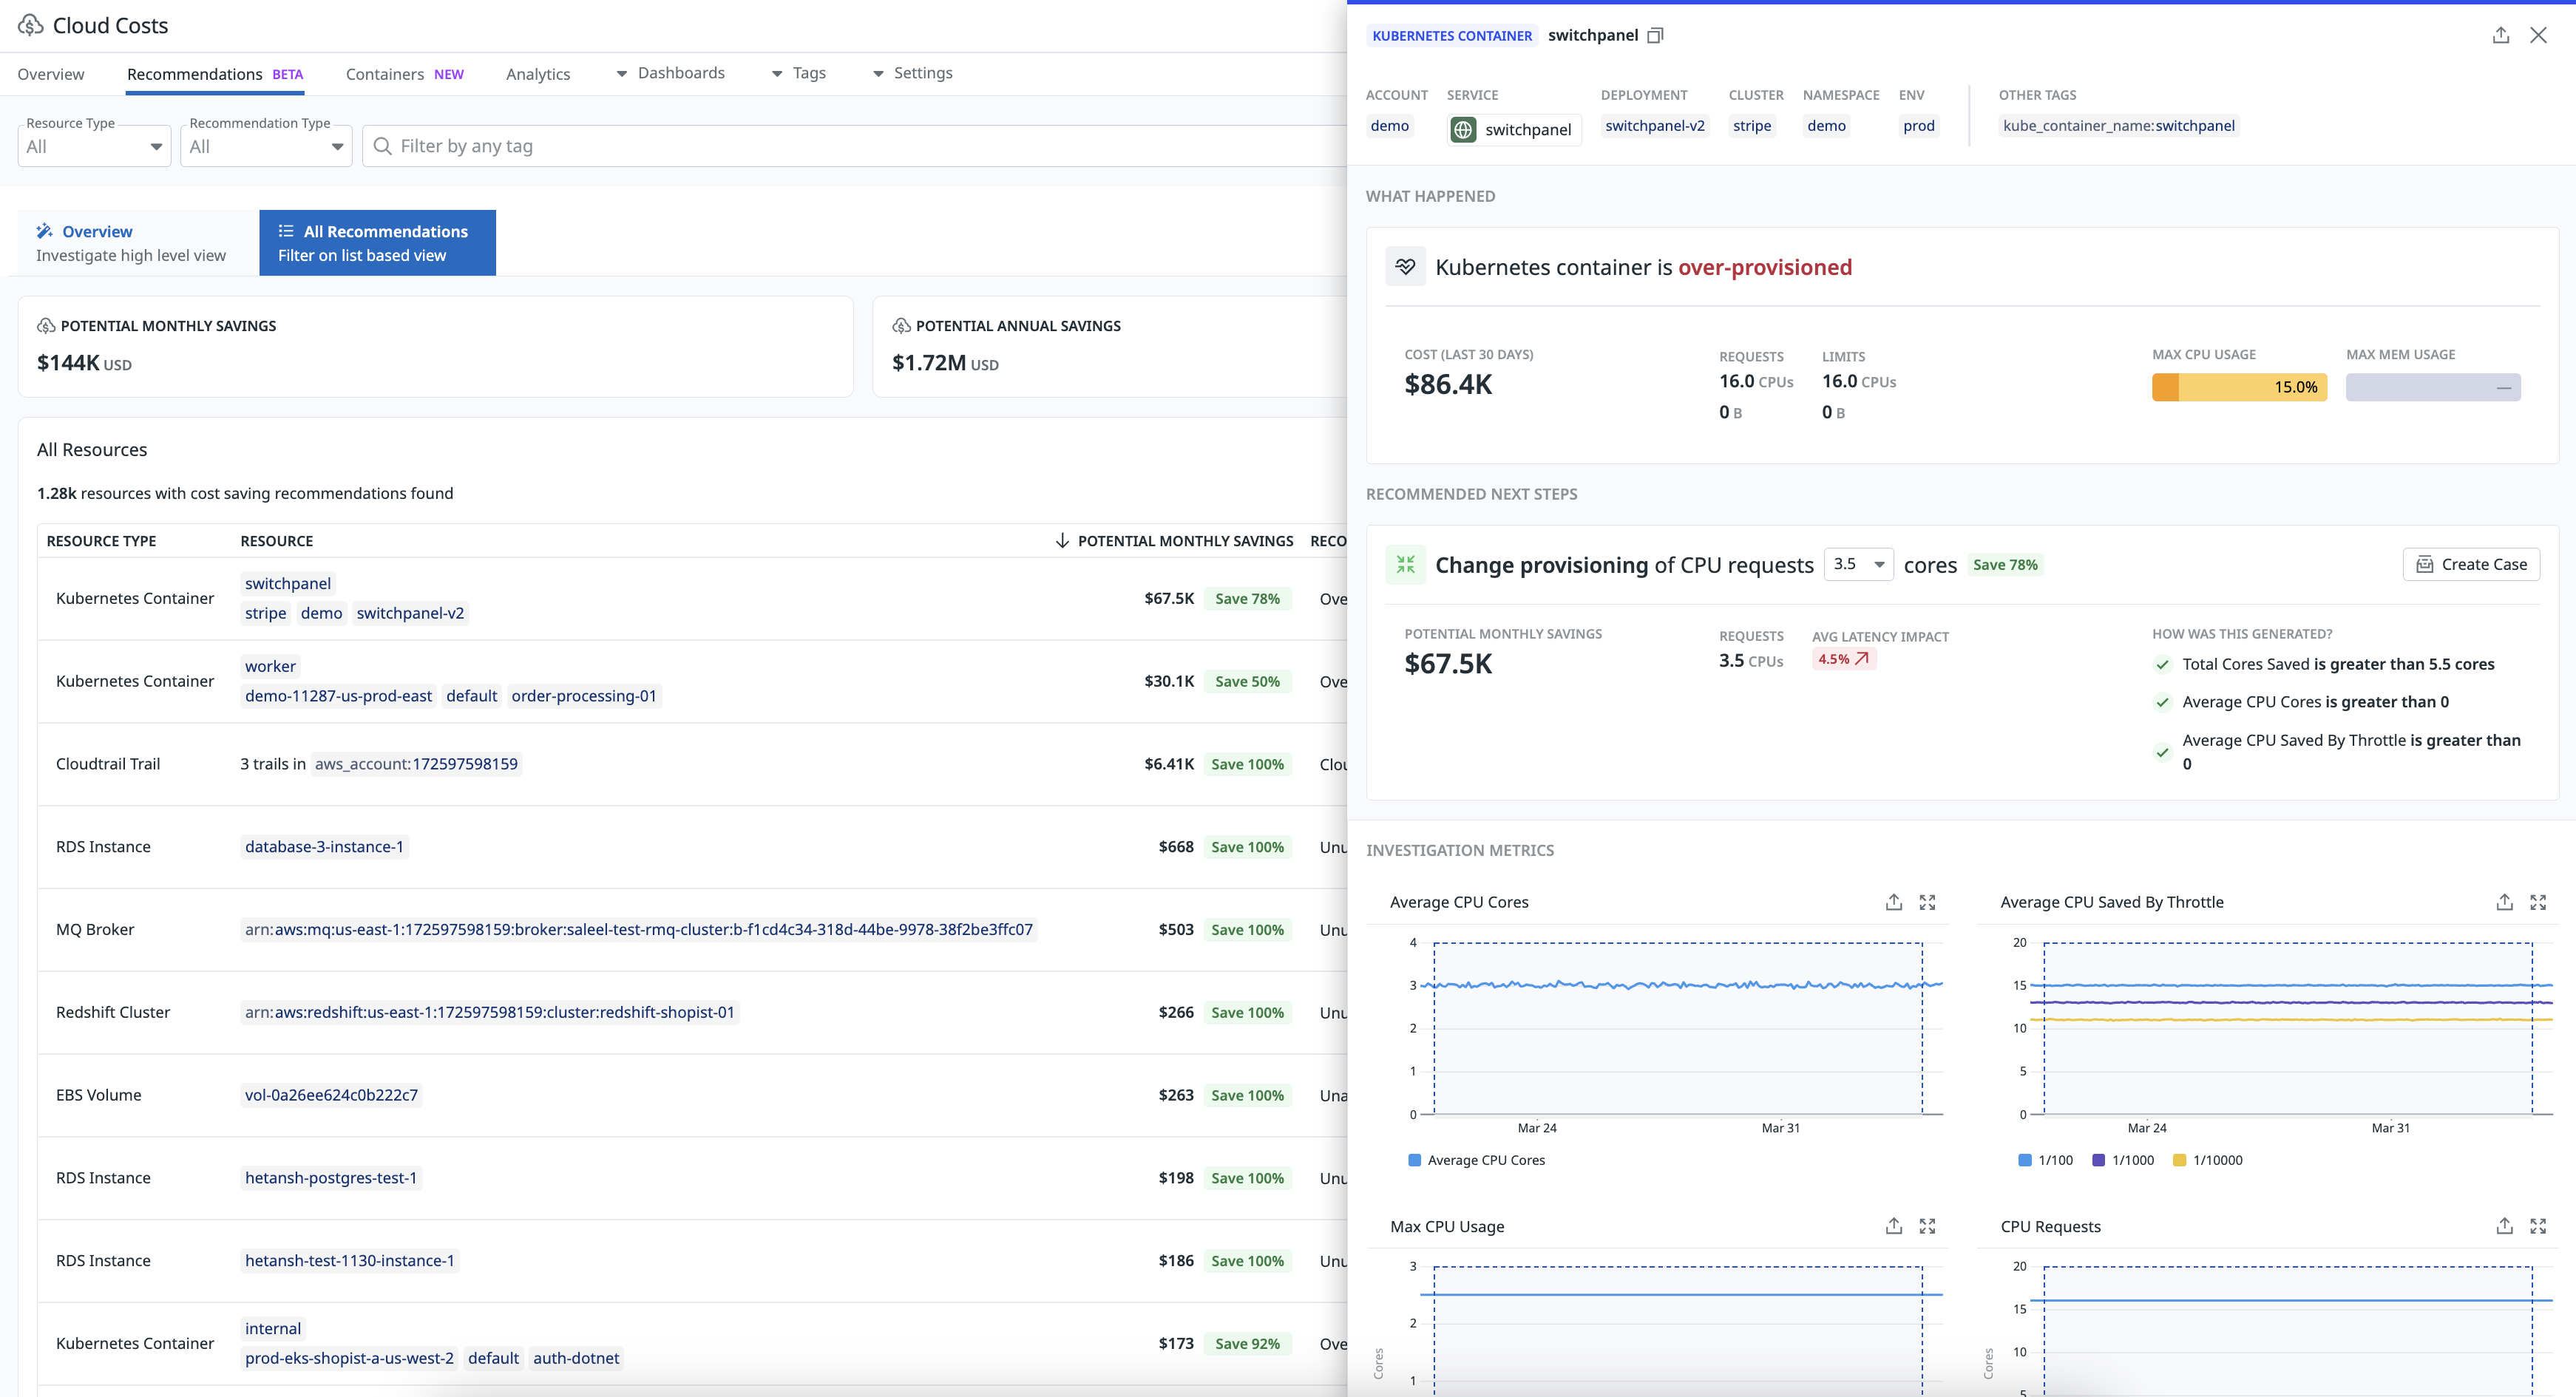 Cloud Costs
Overview
Recommendations BETA
Containers NEW
Analytics
Dashboards
Tags
Settings
Resource Type
All
Recommendation Type
All
Filter by any tag
Overview
Investigate high level view
All Recommendations
Filter on list based view
POTENTIAL MONTHLY SAVINGS
$144K USD
POTENTIAL ANNUAL SAVINGS
$1.72M USD
All Resources
1.28k resources with cost saving recommendations found
RESOURCE TYPE RESOURCE POTENTIAL MONTHLY SAVINGS RECO
Kubernetes Container
switchpanel
stripe demo switchpanel-v2
$67.5K Save 78% Ove
Kubernetes Container
worker
demo-11287-us-prod-east default order-processing-01
$30.1K Save 50% Ove
Cloudtrail Trail 3 trails in aws_account:172597598159 $6.41K Save 100% Clou
RDS Instance database-3-instance-1 $668 Save 100% Unu
MQ Broker arn:aws:mq:us-east-1:172597598159:broker:saleel-test-rmq-cluster:b-f1cd4c34-318d-44be-9978-38f2be3ffc07 $503 Save 100% Unu
Redshift Cluster arn:aws:redshift:us-east-1:172597598159:cluster:redshift-shopist-01 $266 Save 100% Unu
EBS Volume vol-0a26ee624c0b222c7 $263 Save 100% Una
RDS Instance hetansh-postgres-test-1 $198 Save 100% Unu
RDS Instance hetansh-test-1130-instance-1 $186 Save 100% Unu
Kubernetes Container
internal
prod-eks-shopist-a-us-west-2 default auth-dotnet
$173 Save 92% Ove
KUBERNETES CONTAINER switchpanel
ACCOUNT SERVICE DEPLOYMENT CLUSTER NAMESPACE ENV OTHER TAGS
demo switchpanel switchpanel-v2 stripe demo prod kube_container_name:switchpanel
WHAT HAPPENED
Kubernetes container is over-provisioned
COST (LAST 30 DAYS)
$86.4K
REQUESTS
16.0 CPUs
0 B
LIMITS
16.0 CPUs
0 B
MAX CPU USAGE
15.0%
MAX MEM USAGE
—
RECOMMENDED NEXT STEPS
Change provisioning of CPU requests 3.5 cores Save 78%
Create Case
POTENTIAL MONTHLY SAVINGS
$67.5K
REQUESTS
3.5 CPUs
AVG LATENCY IMPACT
4.5%
HOW WAS THIS GENERATED?
Total Cores Saved is greater than 5.5 cores
Average CPU Cores is greater than 0
Average CPU Saved By Throttle is greater than
0
INVESTIGATION METRICS
Average CPU Cores
4
3
2
1
0
Mar 24 Mar 31
Average CPU Cores
Average CPU Saved By Throttle
20
15
10
5
0
Mar 24 Mar 31
1/100 1/1000 1/10000
Max CPU Usage
3
2
1
Cores
CPU Requests
20
15
10
5
Cores